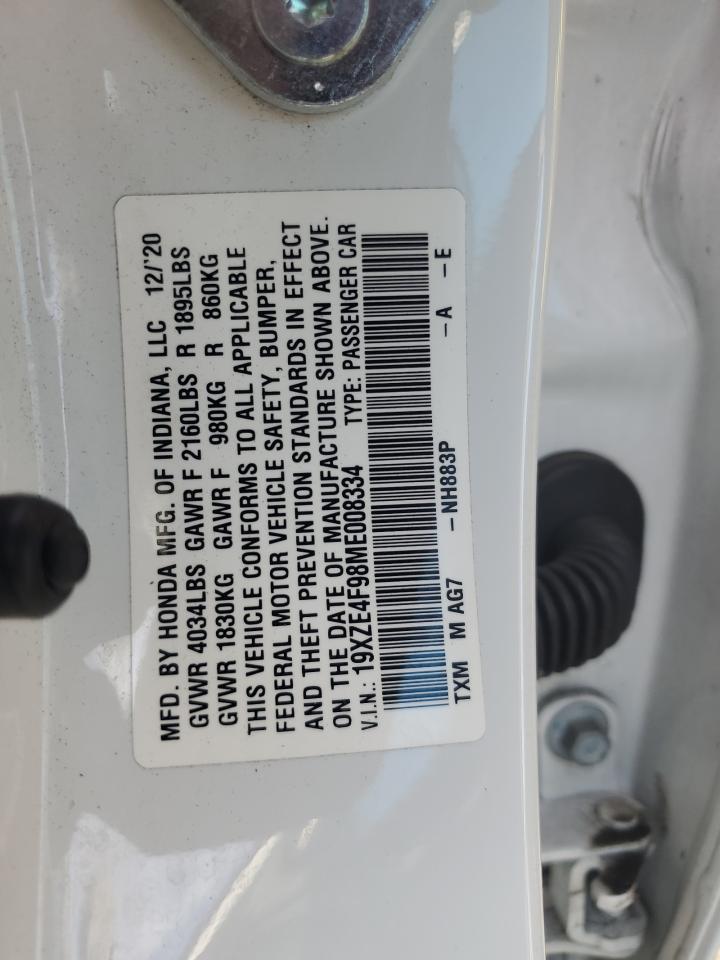 MFD. BY HONDA MFG. OF INDIANA, LLC 12/'20
GVWR 4034LBS GAWR F 2160LBS R 1895LBS
GVWR 1830KG GAWR F 980KG R 860KG
THIS VEHICLE CONFORMS TO ALL APPLICABLE
FEDERAL MOTOR VEHICLE SAFETY, BUMPER,
AND THEFT PREVENTION STANDARDS IN EFFECT
ON THE DATE OF MANUFACTURE SHOWN ABOVE.
V.I.N.: 19XZE4F98ME008334 TYPE: PASSENGER CAR
TXM M AG7 -NH883P -A -E